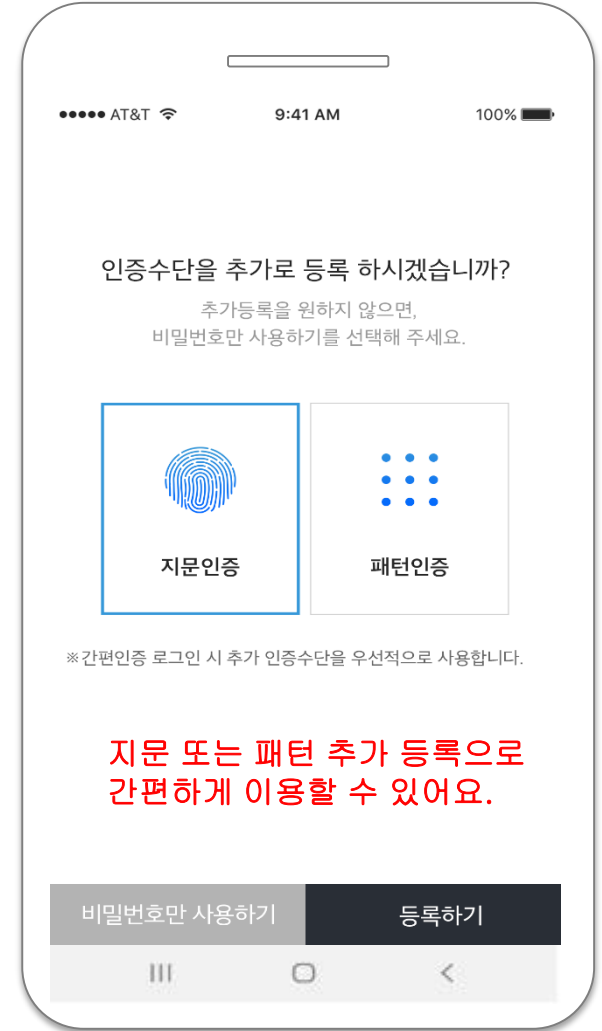 AT&T
9:41 AM
100%
인증수단을 추가로 등록 하시겠습니까?
추가등록을 원하지 않으면,
비밀번호만 사용하기를 선택해 주세요.
지문인증
패턴인증
※간편인증 로그인 시 추가 인증수단을 우선적으로 사용합니다.
지문 또는 패턴 추가 등록으로
간편하게 이용할 수 있어요.
비밀번호만 사용하기
등록하기